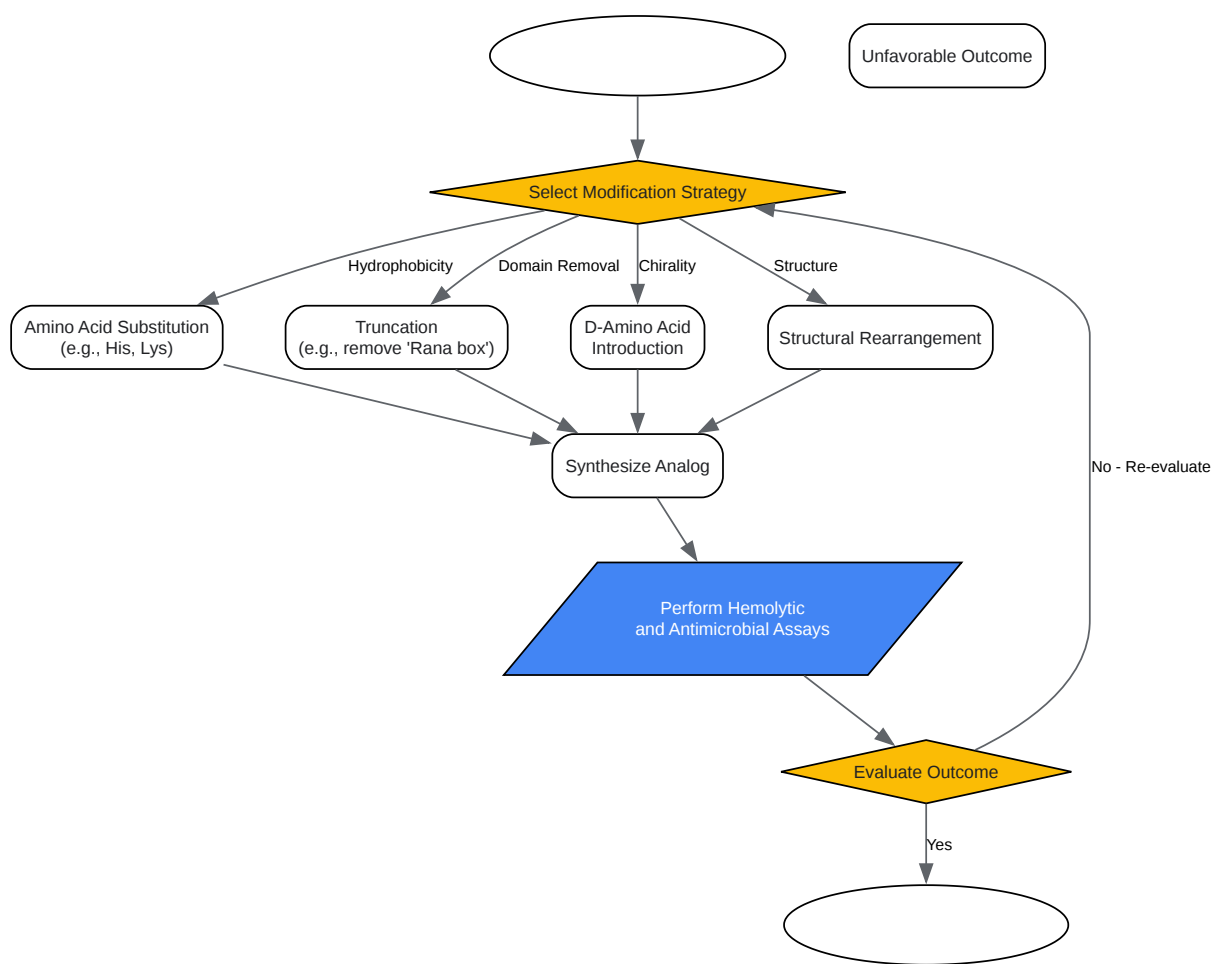 Unfavorable Outcome
Select Modification Strategy
Hydrophobicity
Domain Removal
Chirality
Structure
Amino Acid Substitution
(e.g., His, Lys)
Truncation
(e.g., remove 'Rana box')
D-Amino Acid
Introduction
Structural Rearrangement
Synthesize Analog
No - Re-evaluate
Perform Hemolytic
and Antimicrobial Assays
Evaluate Outcome
Yes